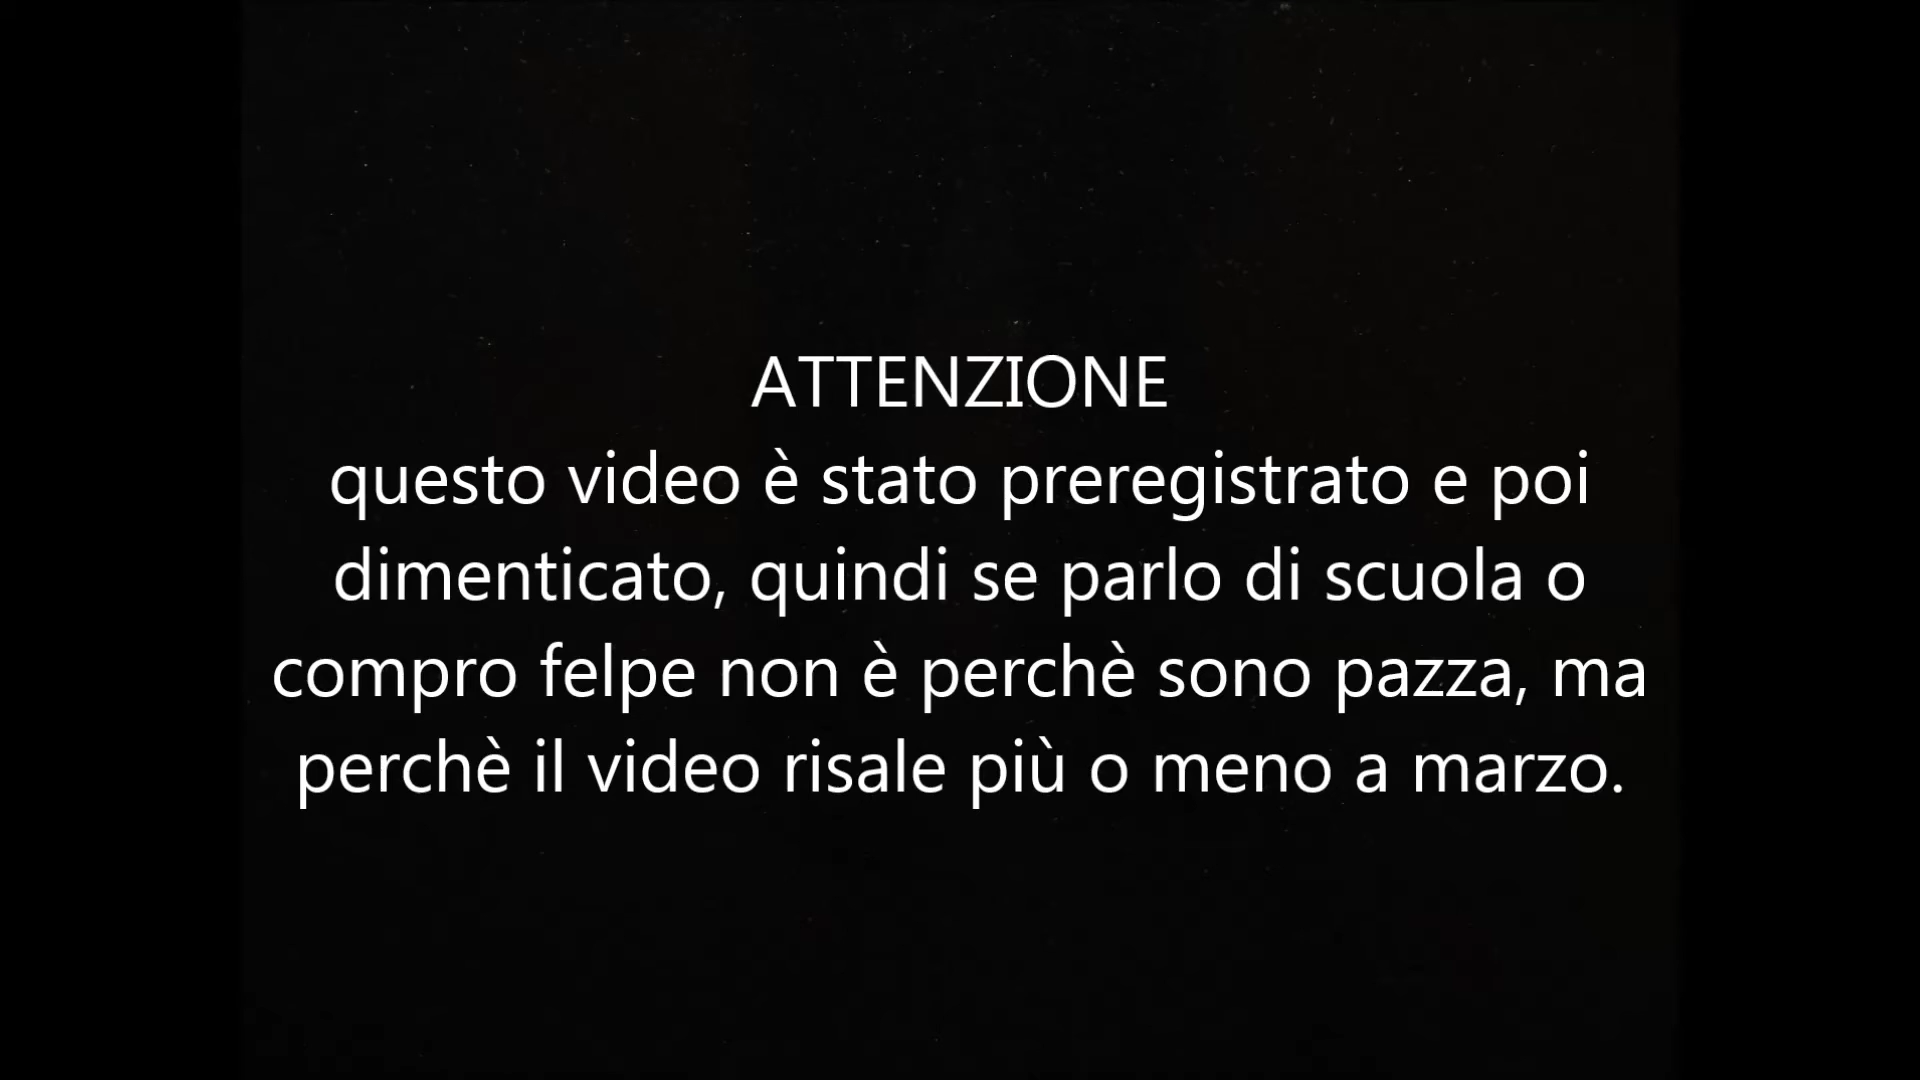 ATTENZIONE
questo video è stato preregistrato e poi
dimenticato, quindi se parlo di scuola o
compro felpe non è perchè sono pazza, ma
perchè il video risale più o meno a marzo.